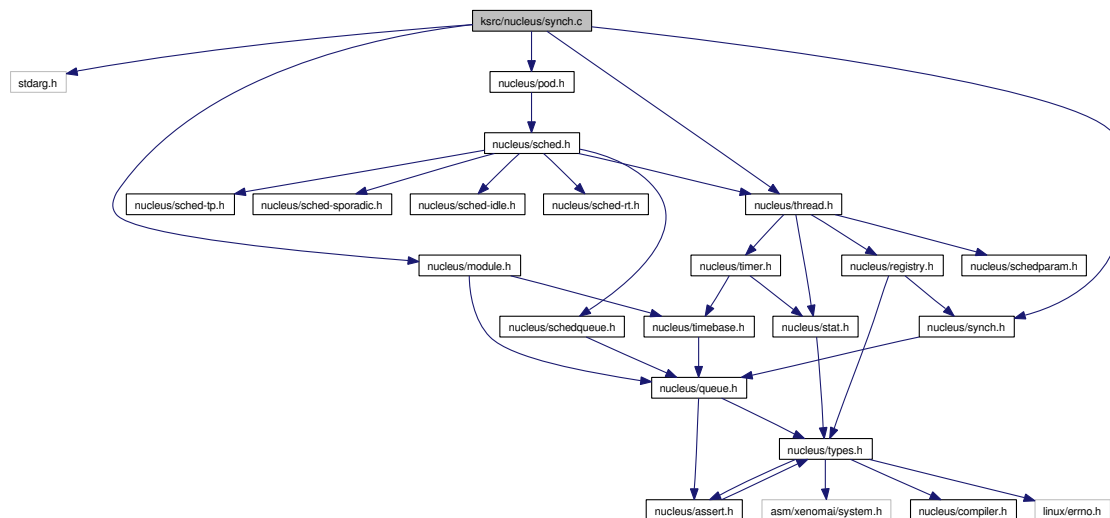 ksrc/nucleus/synch.c
stdarg.h
nucleus/pod.h
nucleus/sched.h
nucleus/sched-tp.h
nucleus/sched-sporadic.h
nucleus/sched-idle.h
nucleus/sched-rt.h
nucleus/thread.h
nucleus/module.h
nucleus/timer.h
nucleus/registry.h
nucleus/schedparam.h
nucleus/schedqueue.h
nucleus/timebase.h
nucleus/stat.h
nucleus/synch.h
nucleus/queue.h
nucleus/types.h
nucleus/assert.h
asm/xenomai/system.h
nucleus/compiler.h
linux/errno.h